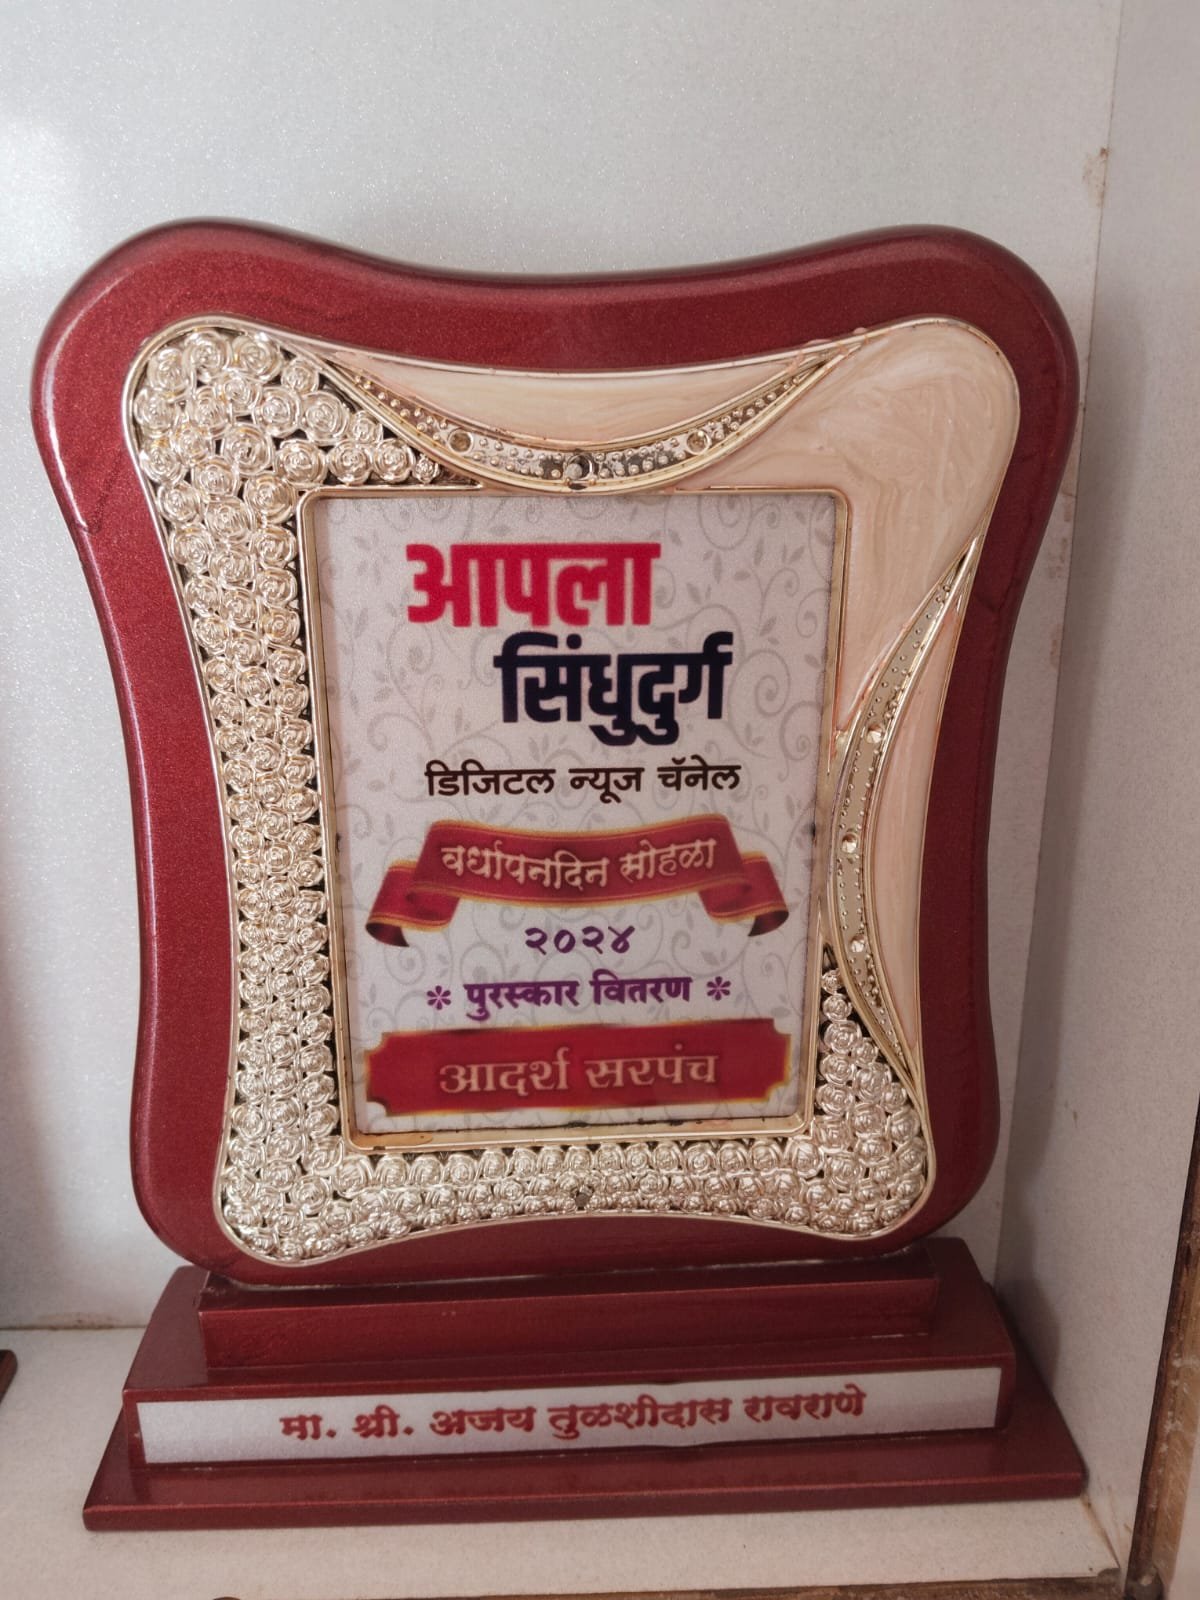 आपला
सिंधुदुर्ग
डिजिटल न्यूज चॅनेल
वर्धापनदिन सोहळा
२०२४
* पुरस्कार वितरण *
आदर्श सरपंच
मा. श्री. अजय तुळशीदास रावराणे